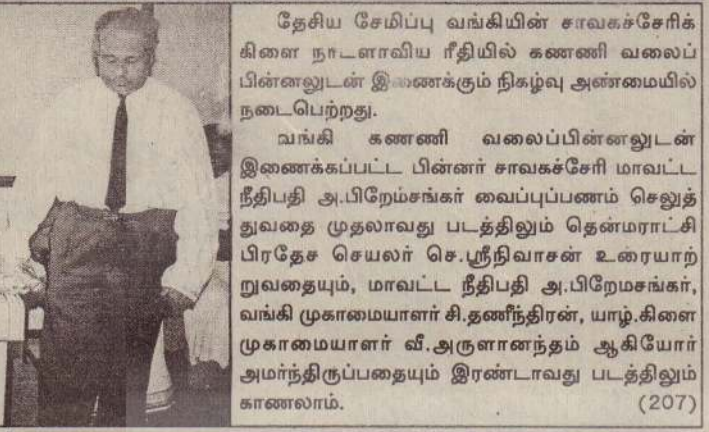 தேசிய சேமிப்பு வங்கியின் சாவகச்சேரிக்
கிளை நாடளாவிய ரீதியில் கணணி வலைப்
பின்னலுடன் இணைக்கும் நிகழ்வு அண்மையில்
நடைபெற்றது.
வங்கி கணணி வலைப்பின்னலுடன்
இணைக்கப்பட்ட பின்னர் சாவகச்சேரி மாவட்ட
நீதிபதி அ.பிறேம்சங்கர் வைப்புப்பணம் செலுத்
துவதை முதலாவது படத்திலும் தென்மராட்சி
பிரதேச செயலர் செ.ஸ்ரீநிவாசன் உரையாற்
றுவதையும், மாவட்ட நீதிபதி அ.பிறேமசங்கர்,
வங்கி முகாமையாளர் சி.தணீந்திரன், யாழ்.கிளை
முகாமையாளர் வீ.அருளானந்தம் ஆகியோர்
அமர்ந்திருப்பதையும் இரண்டாவது படத்திலும்
காணலாம். (207)